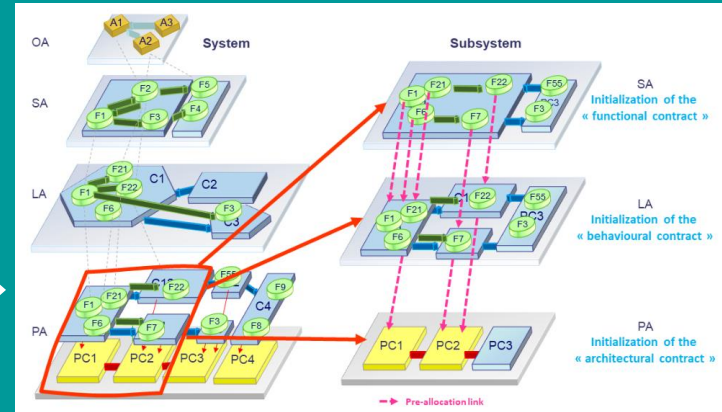 System
Subsystem
OA
A1
A3
A2
SA
F2
F5
F1
F3
F4
LA
F21
F22
C1
C2
F1
F6
F3
C3
PA
F1
F21
F22
F55
F9
C4
F6
F7
F3
F8
PC1
PC2
PC3
PC4
F1
F21
F22
F55
F6
F7
F3
PC3
SA
Initialization of the
« functional contract »
F1
F21
F22
F55
F6
F7
F3
PC3
LA
Initialization of the
« behavioural contract »
PC1
PC2
PC3
PA
Initialization of the
« architectural contract »
Pre-allocation link